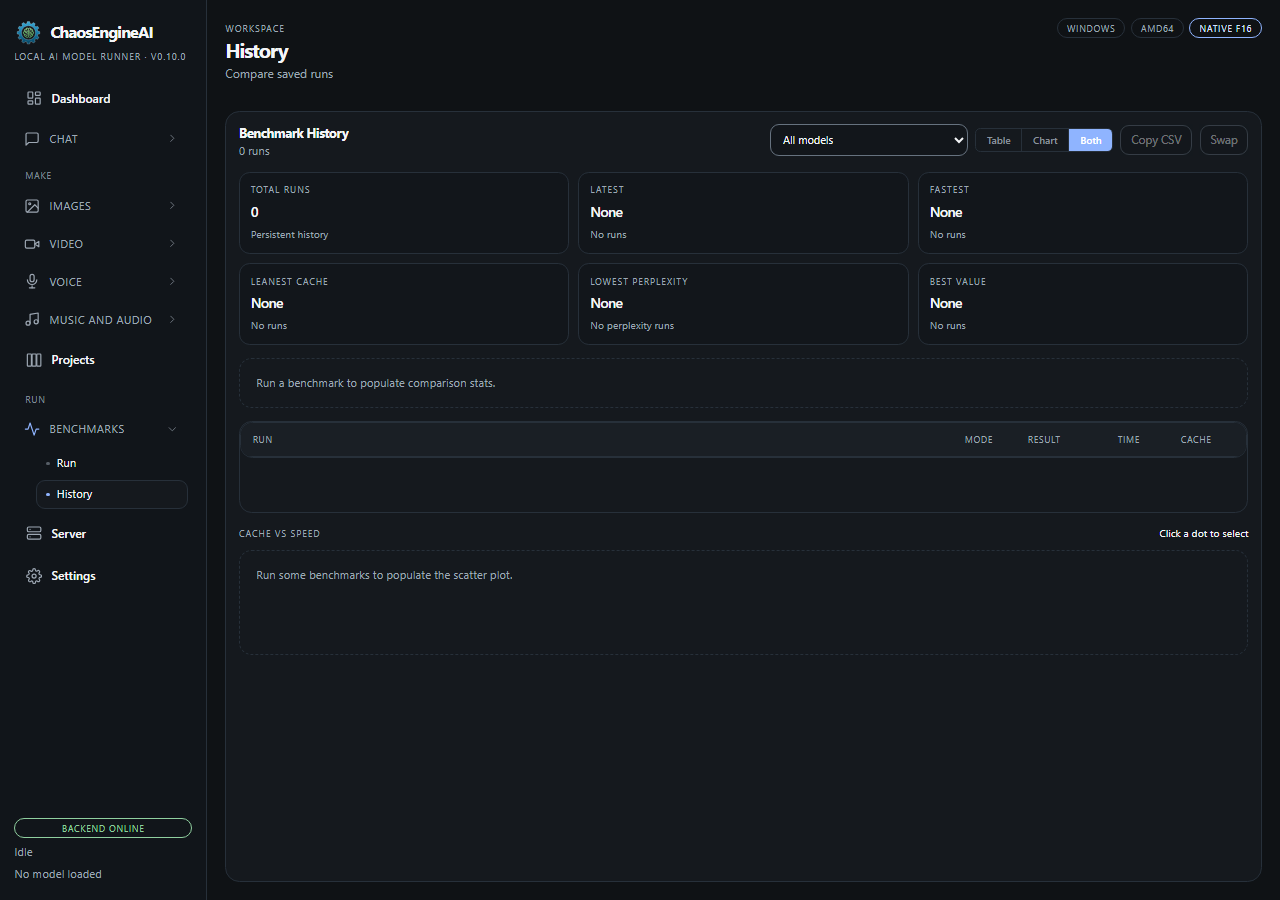 ChaosEngineAI
LOCAL AI MODEL RUNNER · V0.10.0
Dashboard
CHAT
MAKE
IMAGES
VIDEO
VOICE
MUSIC AND AUDIO
Projects
RUN
BENCHMARKS
Run
History
Server
Settings
BACKEND ONLINE
Idle
No model loaded
WORKSPACE
History
Compare saved runs
WINDOWS AMD64 NATIVE F16
Benchmark History
0 runs
All models Table Chart Both Copy CSV Swap
TOTAL RUNS
0
Persistent history
LATEST
None
No runs
FASTEST
None
No runs
LEANEST CACHE
None
No runs
LOWEST PERPLEXITY
None
No perplexity runs
BEST VALUE
None
No runs
Run a benchmark to populate comparison stats.
RUN MODE RESULT TIME CACHE
CACHE VS SPEED Click a dot to select
Run some benchmarks to populate the scatter plot.